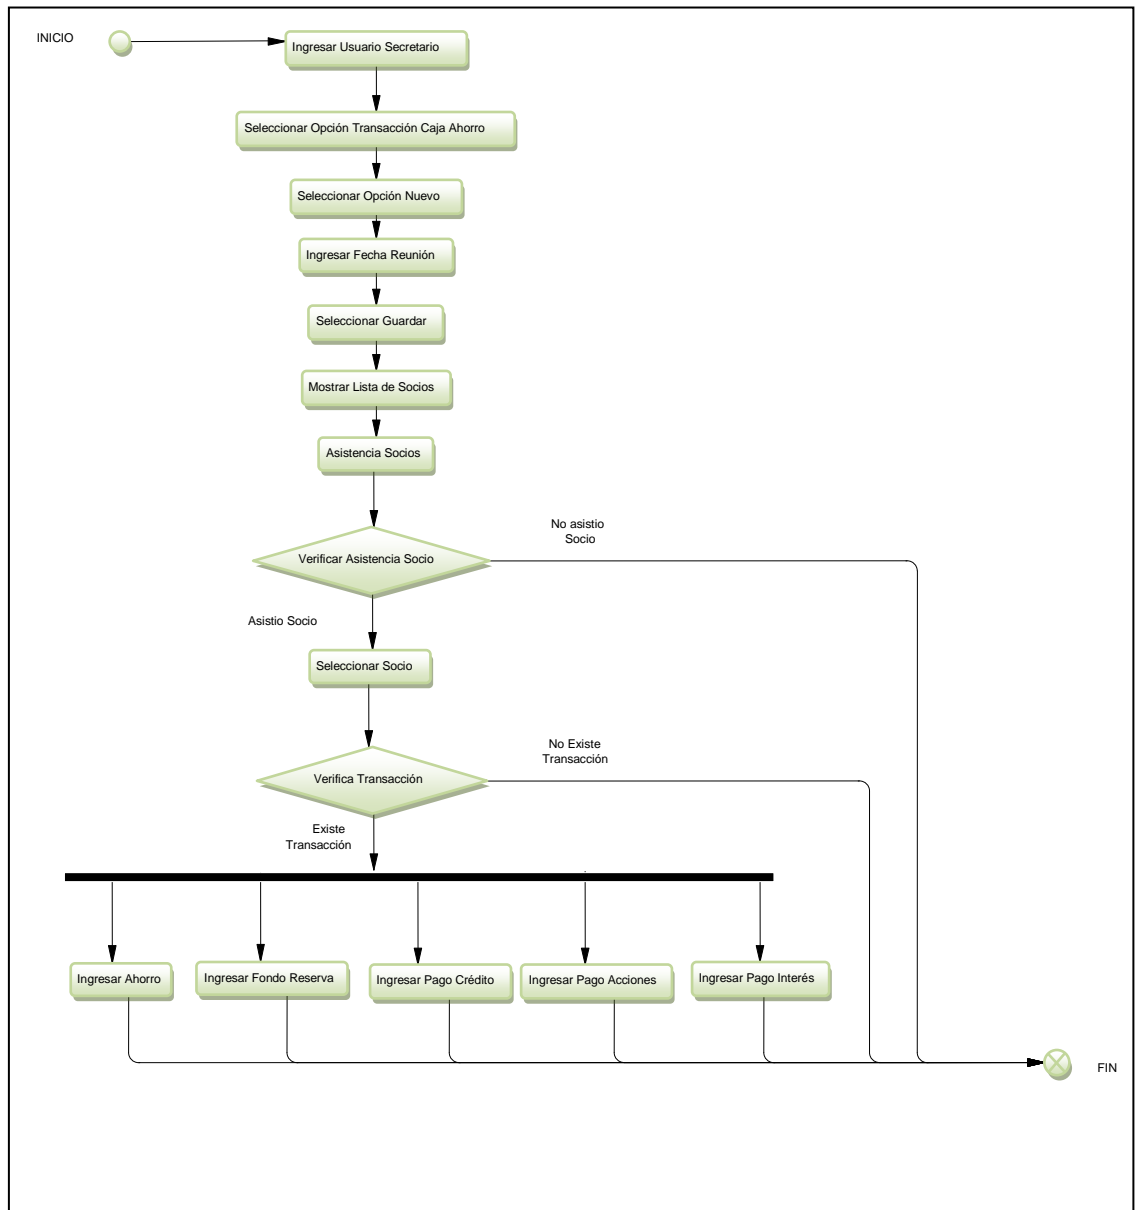 INICIO
Ingresar Usuario Secretario
Seleccionar Opción Transacción Caja Ahorro
Seleccionar Opción Nuevo
Ingresar Fecha Reunión
Seleccionar Guardar
Mostrar Lista de Socios
Asistencia Socios
No asistio
Socio
Verificar Asistencia Socio
Asistio Socio
Seleccionar Socio
No Existe
Transacción
Verifica Transacción
Existe
Transacción
Ingresar Ahorro
Ingresar Fondo Reserva
Ingresar Pago Crédito
Ingresar Pago Acciones
Ingresar Pago Interés
FIN